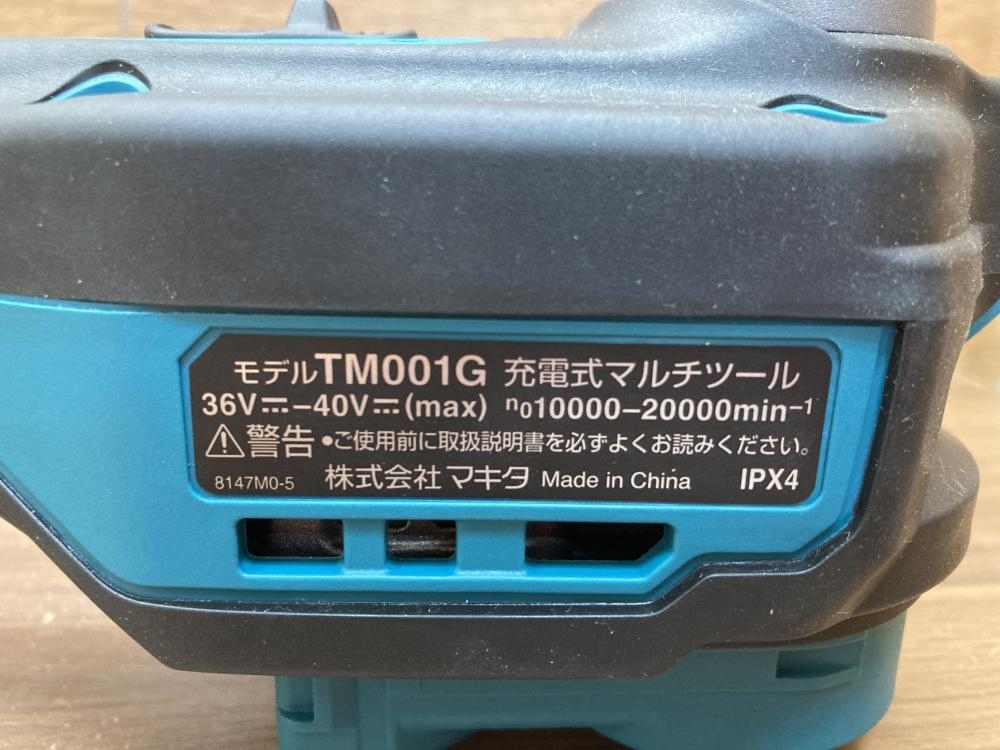 モデルTM001G 充電式マルチツール
36V⎓–40V⎓(max) n₀10000–20000min⁻¹
⚠警告 •ご使用前に取扱説明書を必ずよくお読みください。
8147M0-5 株式会社 マキタ Made in China IPX4